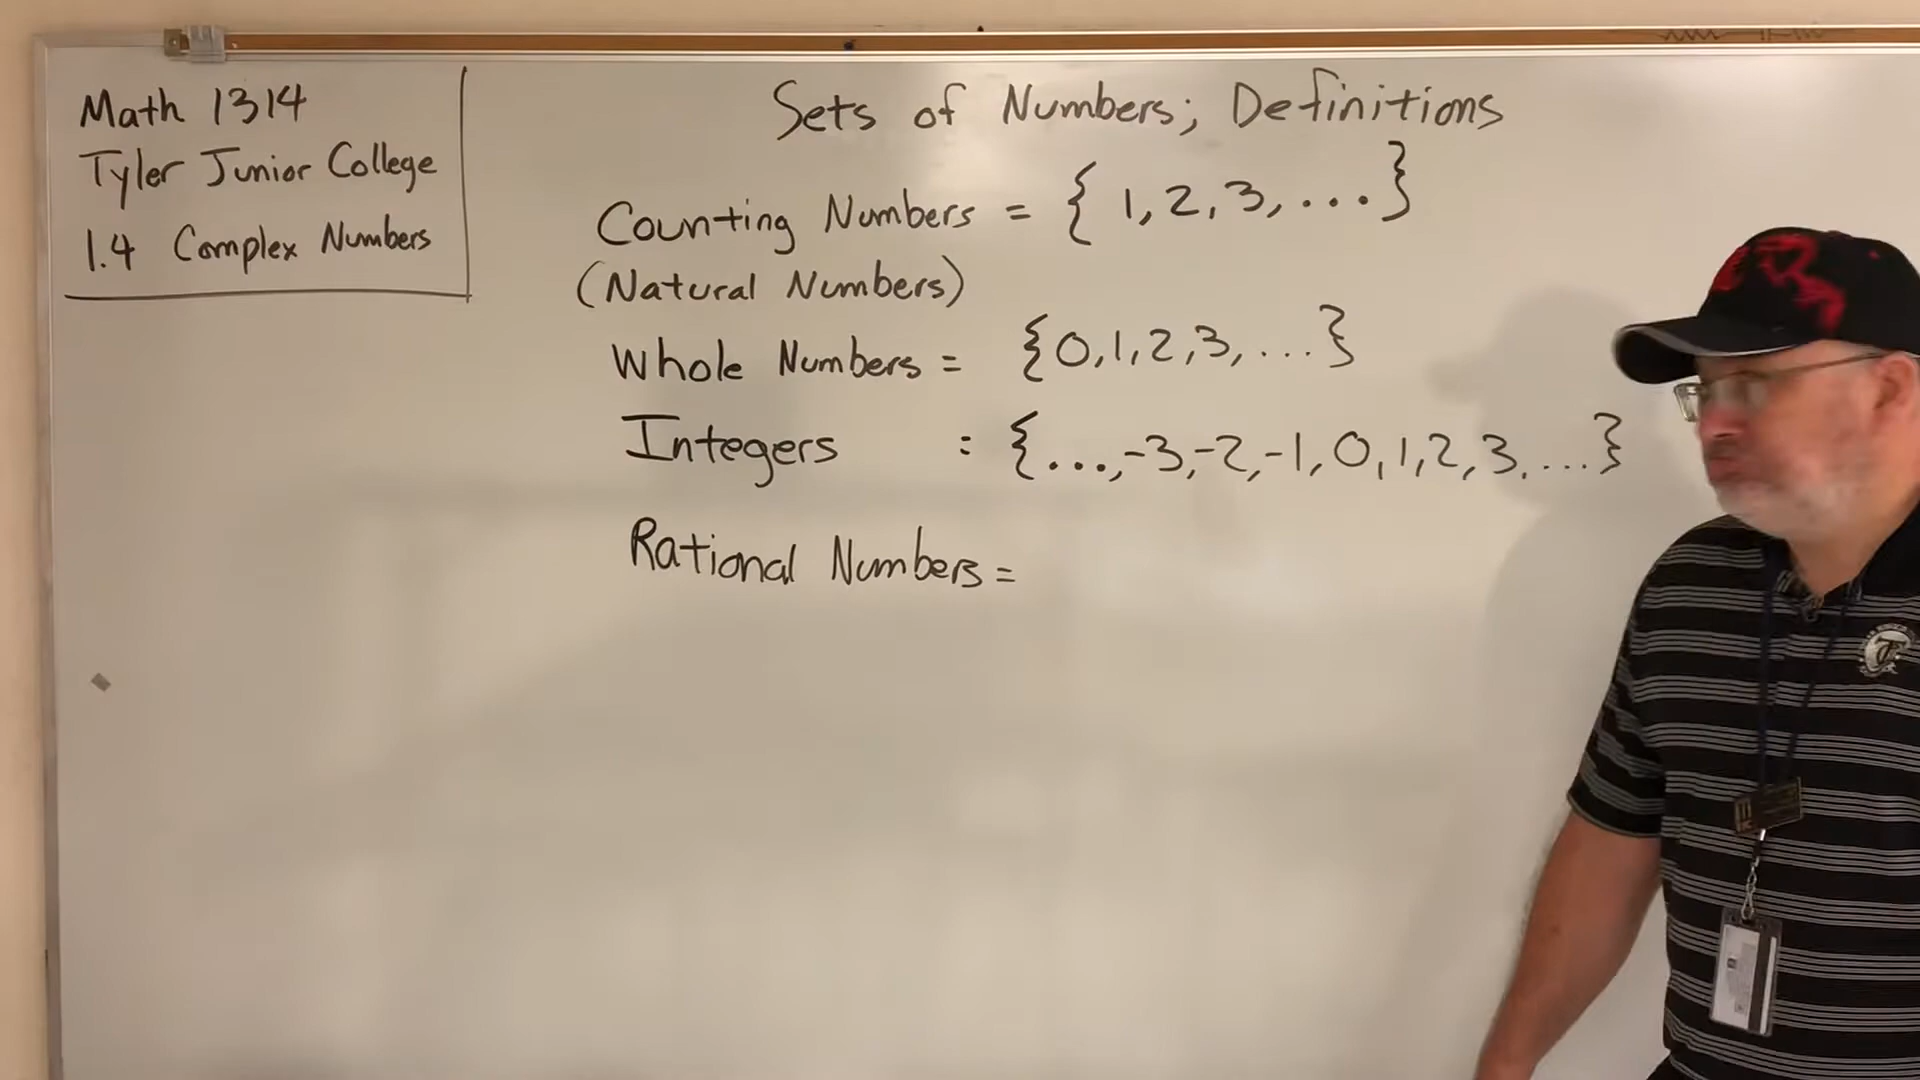 Math 1314
Tyler Junior College
1.4 Complex Numbers
Sets of Numbers; Definitions
Counting Numbers = { 1, 2, 3, ... }
(Natural Numbers)
Whole Numbers = {0, 1, 2, 3, ... }
Integers : {..., -3, -2, -1, 0, 1, 2, 3, ... }
Rational Numbers =